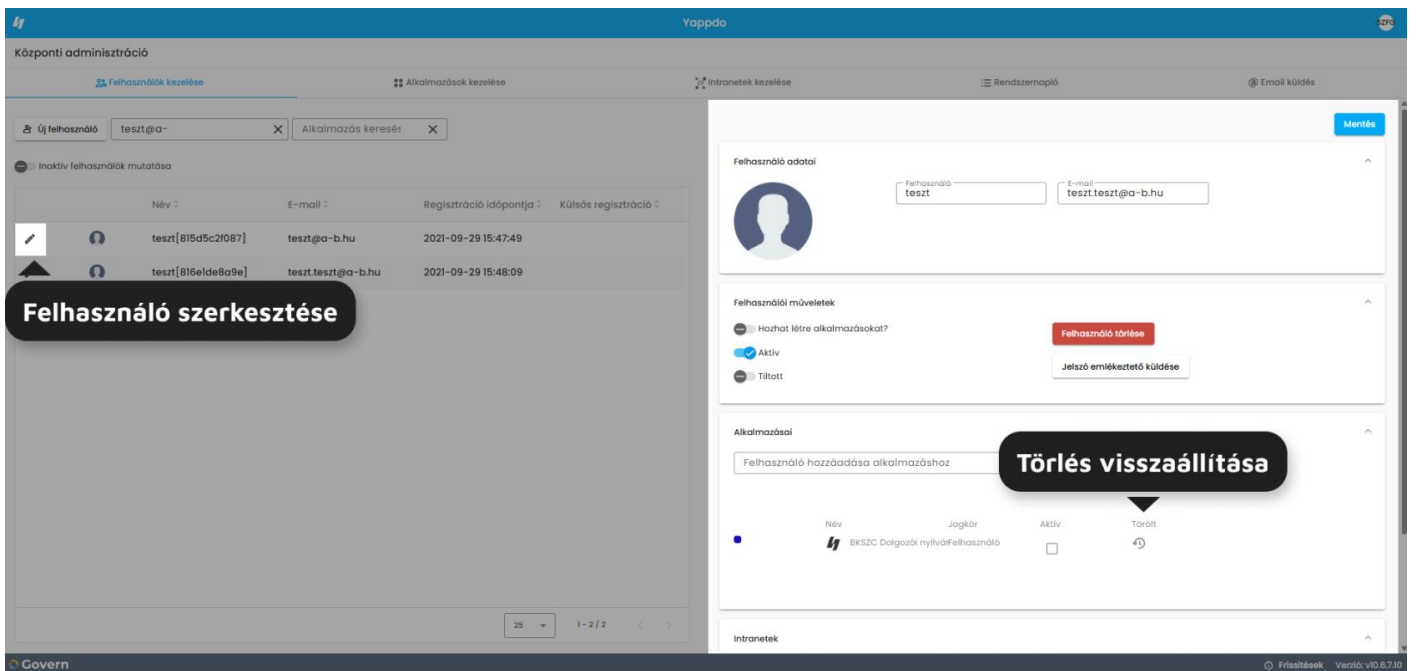 Yappdo
SZFG
Központi adminisztráció
Felhasználók kezelése
Alkalmazások kezelése
Intranetek kezelése
Rendszernapló
Email küldés
Új felhasználó
teszt@a-
Alkalmazás keresés
Inaktív felhasználók mutatása
Név
E-mail
Regisztráció időpontja
Külsős regisztráció
teszt[815d5c2f087]
teszt@a-b.hu
2021-09-29 15:47:49
teszt[816e1de8a9e]
teszt.teszt@a-b.hu
2021-09-29 15:48:09
Felhasználó szerkesztése
25
1-2/2
Mentés
Felhasználó adatai
Felhasználó
teszt
E-mail
teszt.teszt@a-b.hu
Felhasználói műveletek
Hozhat létre alkalmazásokat?
Aktív
Tiltott
Felhasználó törlése
Jelszó emlékeztető küldése
Alkalmazásai
Felhasználó hozzáadása alkalmazáshoz
Törlés visszaállítása
Név
Jogkör
Aktív
Törölt
BKSZC Dolgozói nyilván
Felhasználó
Intranetek
Govern
Frissítések
Verzió: v10.6.7.10